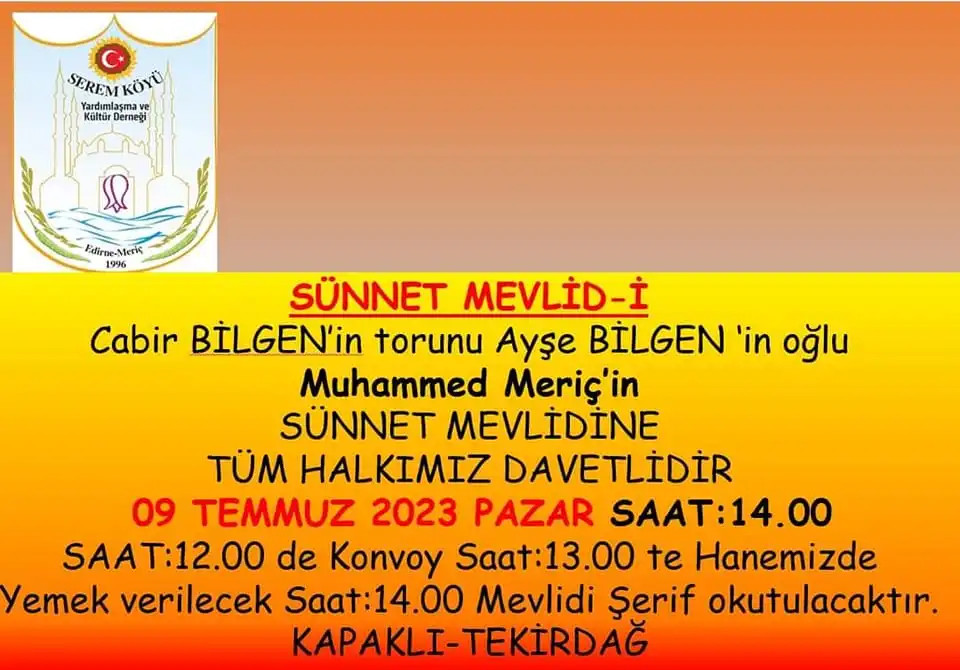 SEREM KÖYÜ
Yardımlaşma ve
Kültür Derneği
Edirne-Meriç
1996
SÜNNET MEVLİD-İ
Cabir BİLGEN'in torunu Ayşe BİLGEN 'in oğlu
Muhammed Meriç'in
SÜNNET MEVLİDİNE
TÜM HALKIMIZ DAVETLİDİR
09 TEMMUZ 2023 PAZAR SAAT:14.00
SAAT:12.00 de Konvoy Saat:13.00 te Hanemizde
Yemek verilecek Saat:14.00 Mevlidi Şerif okutulacaktır.
KAPAKLI-TEKİRDAĞ